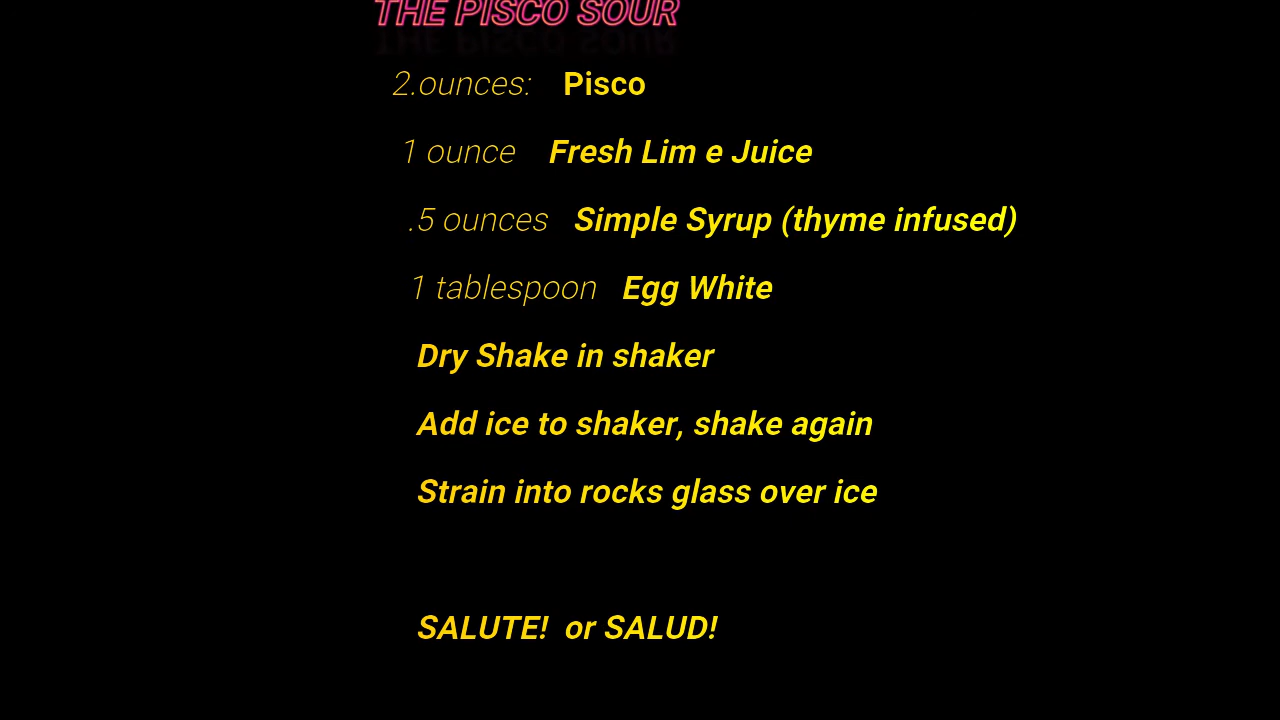 THE PISCO SOUR
2.ounces: Pisco
1 ounce Fresh Lim e Juice
.5 ounces Simple Syrup (thyme infused)
1 tablespoon Egg White
Dry Shake in shaker
Add ice to shaker, shake again
Strain into rocks glass over ice
SALUTE! or SALUD!